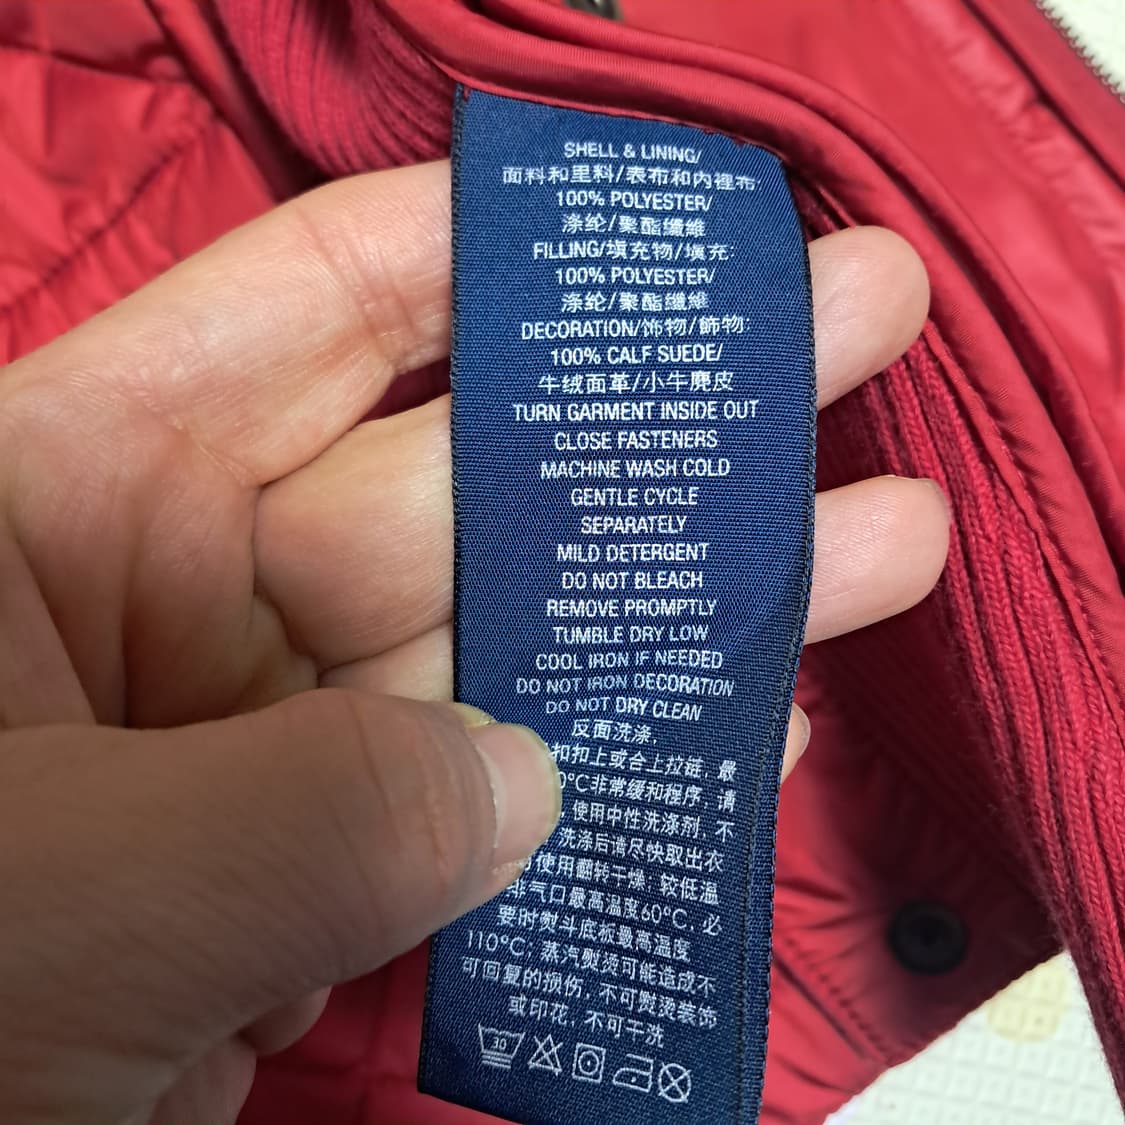 SHELL & LINING/
面料和里料/表布和內裡布:
100% POLYESTER/
涤纶/聚酯纖維
FILLING/填充物/填充:
100% POLYESTER/
涤纶/聚酯纖維
DECORATION/饰物/飾物:
100% CALF SUEDE/
牛绒面革/小牛麂皮
TURN GARMENT INSIDE OUT
CLOSE FASTENERS
MACHINE WASH COLD
GENTLE CYCLE
SEPARATELY
MILD DETERGENT
DO NOT BLEACH
REMOVE PROMPTLY
TUMBLE DRY LOW
COOL IRON IF NEEDED
DO NOT IRON DECORATION
DO NOT DRY CLEAN
反面洗涤,
扣扣上或合上拉链, 最
0°C非常缓和程序; 请
使用中性洗涤剂, 不
洗涤后请尽快取出衣
使用翻转干燥; 较低温
排气口最高温度60°C, 必
要时熨斗底板最高温度
110°C; 蒸汽熨烫可能造成不
可回复的损伤, 不可熨烫装饰
或印花, 不可干洗
30